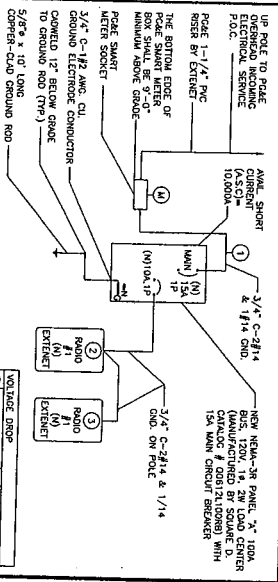 UP POLE TO PG&E
OVERHEAD INCOMING
ELECTRICAL SERVICE
P.O.C.
PG&E 1-1/4" PVC
RISER BY EXTENET
THE BOTTOM EDGE OF
PG&E SMART METER
BOX SHALL BE 9'-0"
MINIMUM ABOVE GRADE
PG&E SMART
METER SOCKET
3/4" C-1#2 AWG. CU.
GROUND ELECTRODE CONDUCTOR
CADWELD 12" BELOW GRADE
TO GROUND ROD (TYP.)
5/8"ø x 10' LONG
COPPER-CLAD GROUND ROD
AVAIL. SHORT
CURRENT
(A.S.C)=
10,000A
M
1
3/4" C-2#14
& 1#14 GND.
MAIN
(N)
15A
1P
(N)10A,1P
N
G
NEW NEMA-3R PANEL "A" 100A
BUS, 120V, 1ø, 2W LOAD CENTER
(MANUFACTURED BY SQUARE D.
CATALOG # QO612L100RB) WITH
15A MAIN CIRCUIT BREAKER
2
RADIO
#1
(N)
EXTENET
3
RADIO
#1
(N)
EXTENET
3/4" C-2#14 & 1/14
GND. ON POLE
VOLTAGE DROP